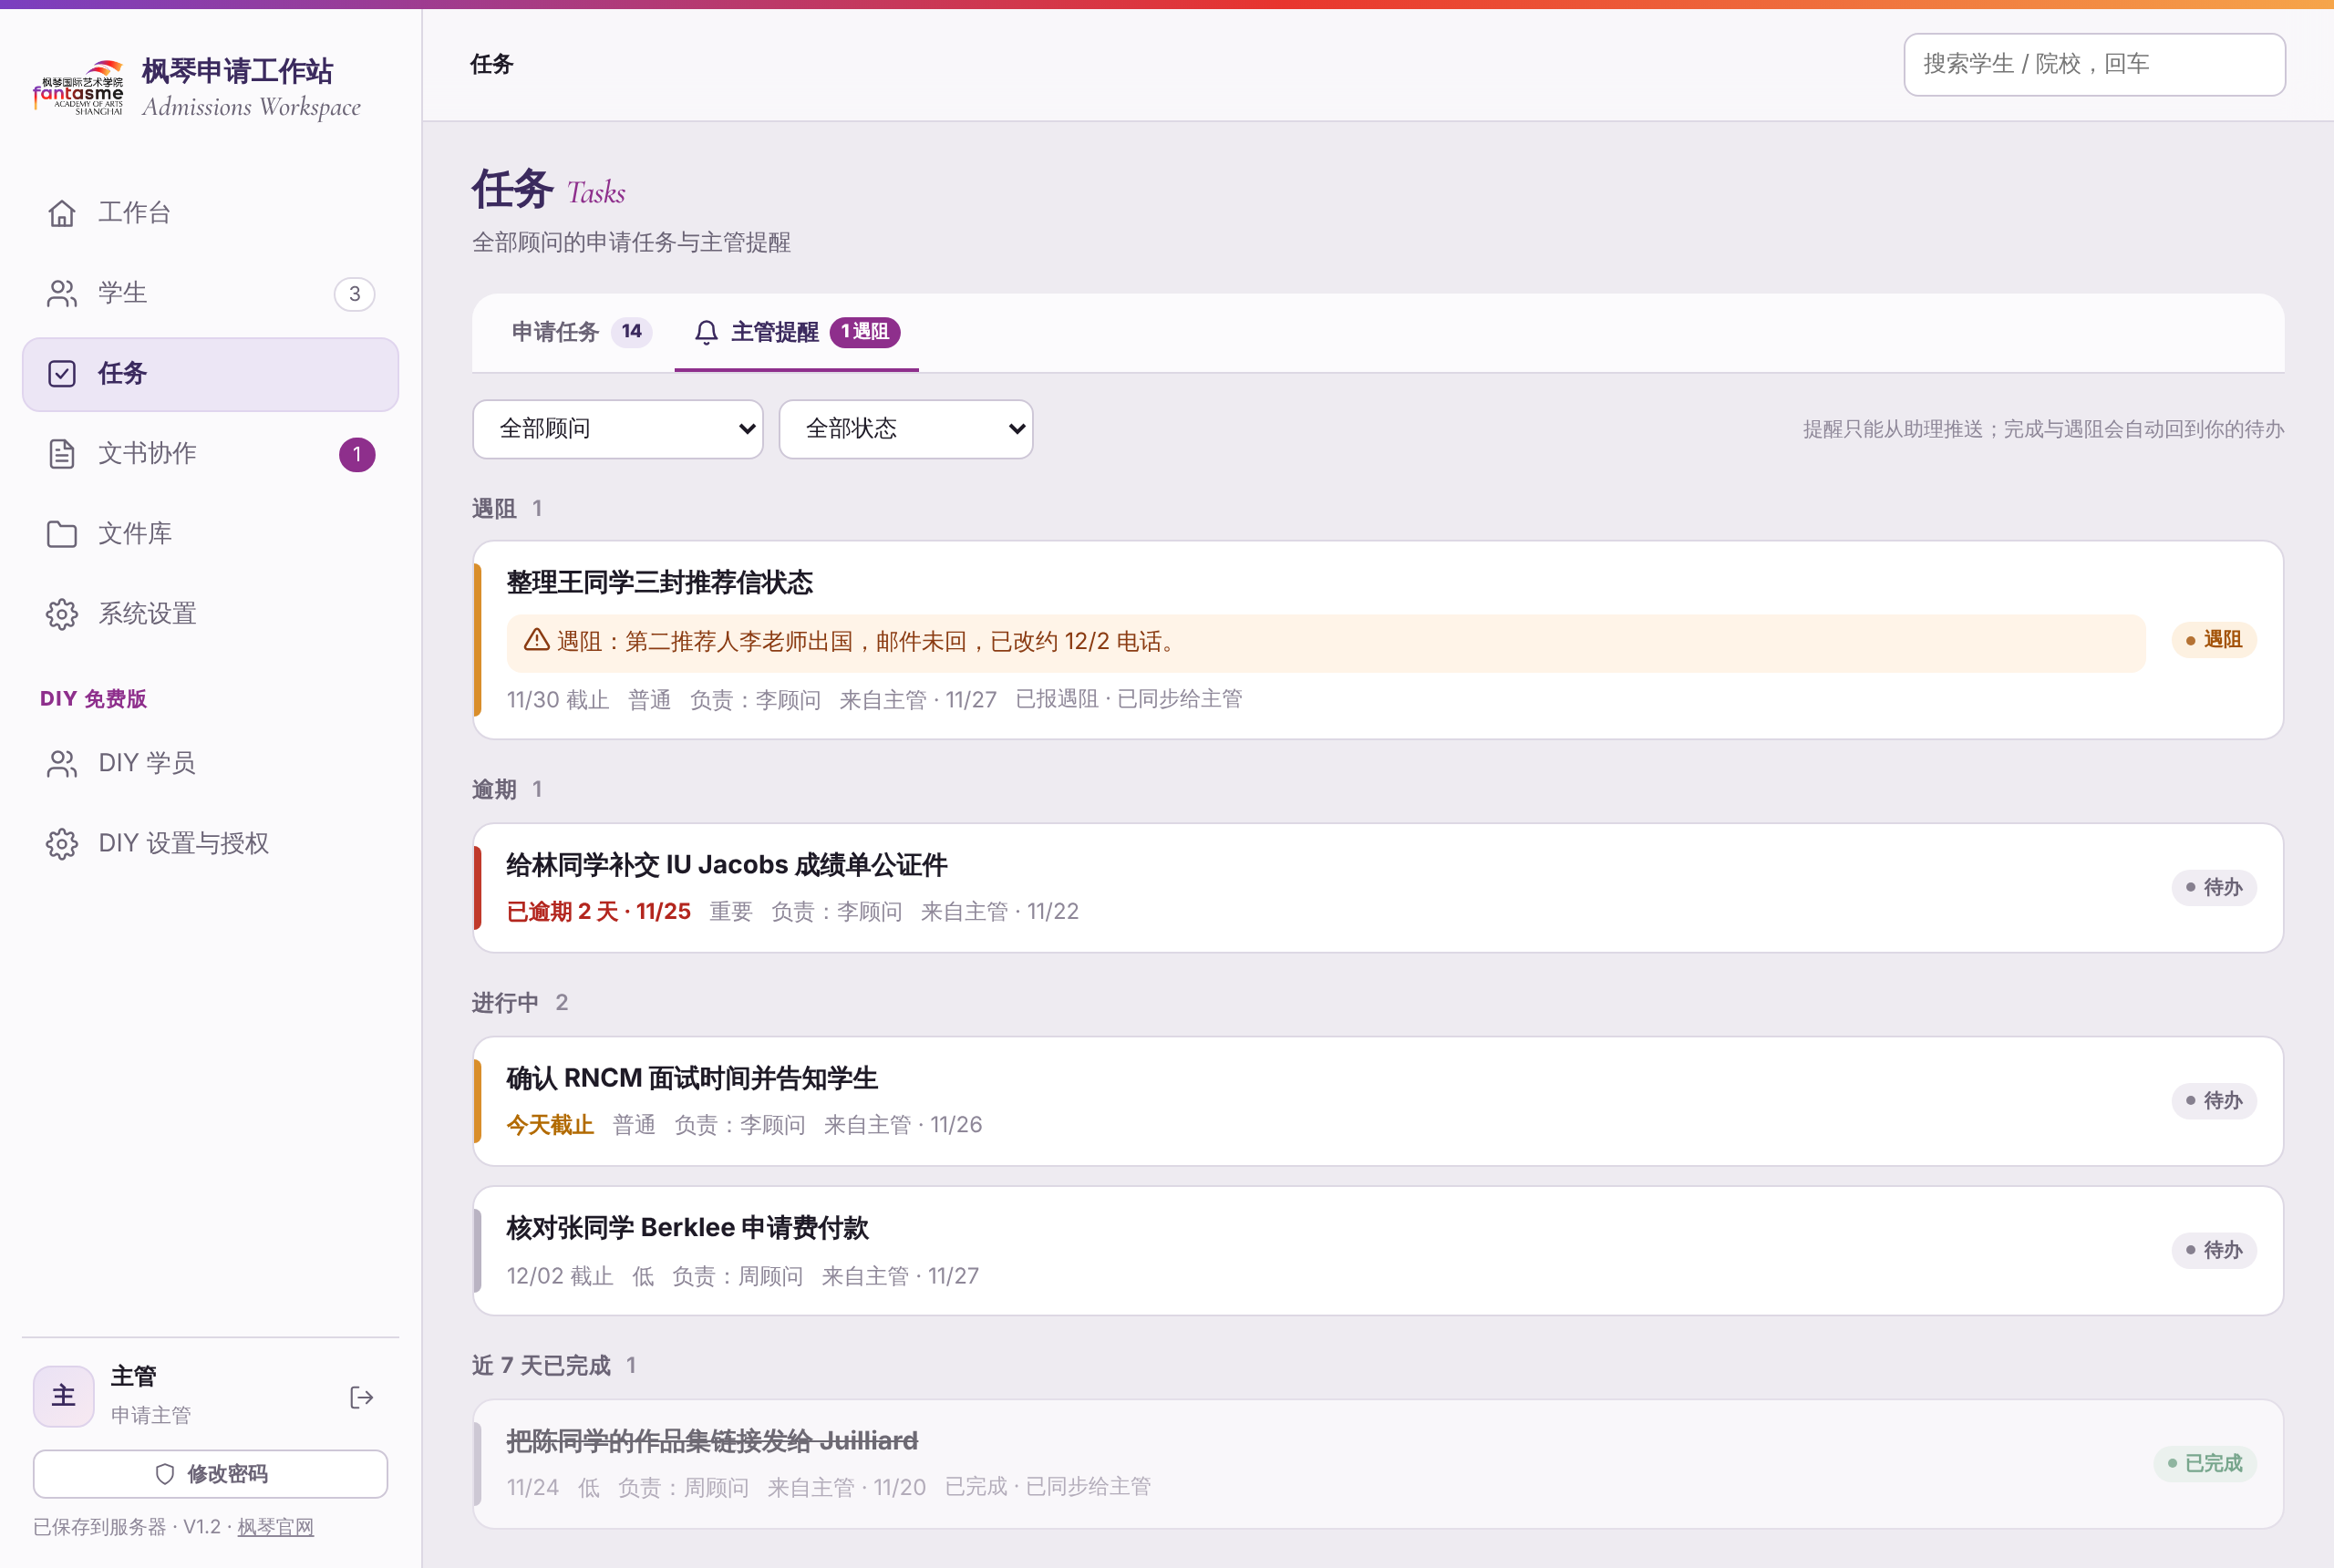 枫琴国际艺术学院
fantasme
ACADEMY OF ARTS
SHANGHAI
枫琴申请工作站
Admissions Workspace
工作台
学生 3
任务
文书协作 1
文件库
系统设置
DIY 免费版
DIY 学员
DIY 设置与授权
主
主管
申请主管
修改密码
已保存到服务器 · V1.2 · 枫琴官网
任务
搜索学生 / 院校，回车
任务 Tasks
全部顾问的申请任务与主管提醒
申请任务 14 主管提醒 1 遇阻
全部顾问 全部状态 提醒只能从助理推送；完成与遇阻会自动回到你的待办
遇阻 1
整理王同学三封推荐信状态
遇阻：第二推荐人李老师出国，邮件未回，已改约 12/2 电话。
遇阻
11/30 截止 普通 负责：李顾问 来自主管 · 11/27 已报遇阻 · 已同步给主管
逾期 1
给林同学补交 IU Jacobs 成绩单公证件
待办
已逾期 2 天 · 11/25 重要 负责：李顾问 来自主管 · 11/22
进行中 2
确认 RNCM 面试时间并告知学生
待办
今天截止 普通 负责：李顾问 来自主管 · 11/26
核对张同学 Berklee 申请费付款
待办
12/02 截止 低 负责：周顾问 来自主管 · 11/27
近 7 天已完成 1
把陈同学的作品集链接发给 Juilliard
已完成
11/24 低 负责：周顾问 来自主管 · 11/20 已完成 · 已同步给主管